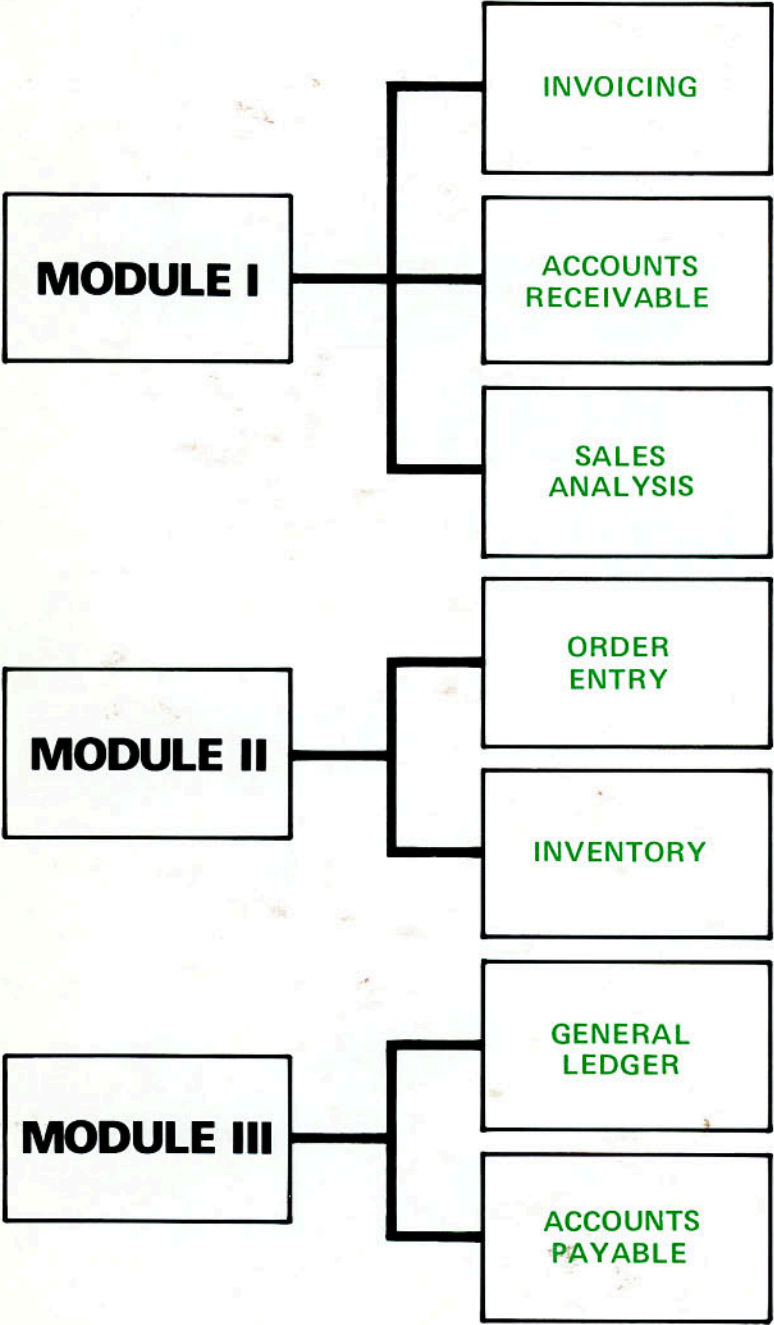 MODULE I
INVOICING
ACCOUNTS
RECEIVABLE
SALES
ANALYSIS
MODULE II
ORDER
ENTRY
INVENTORY
MODULE III
GENERAL
LEDGER
ACCOUNTS
PAYABLE